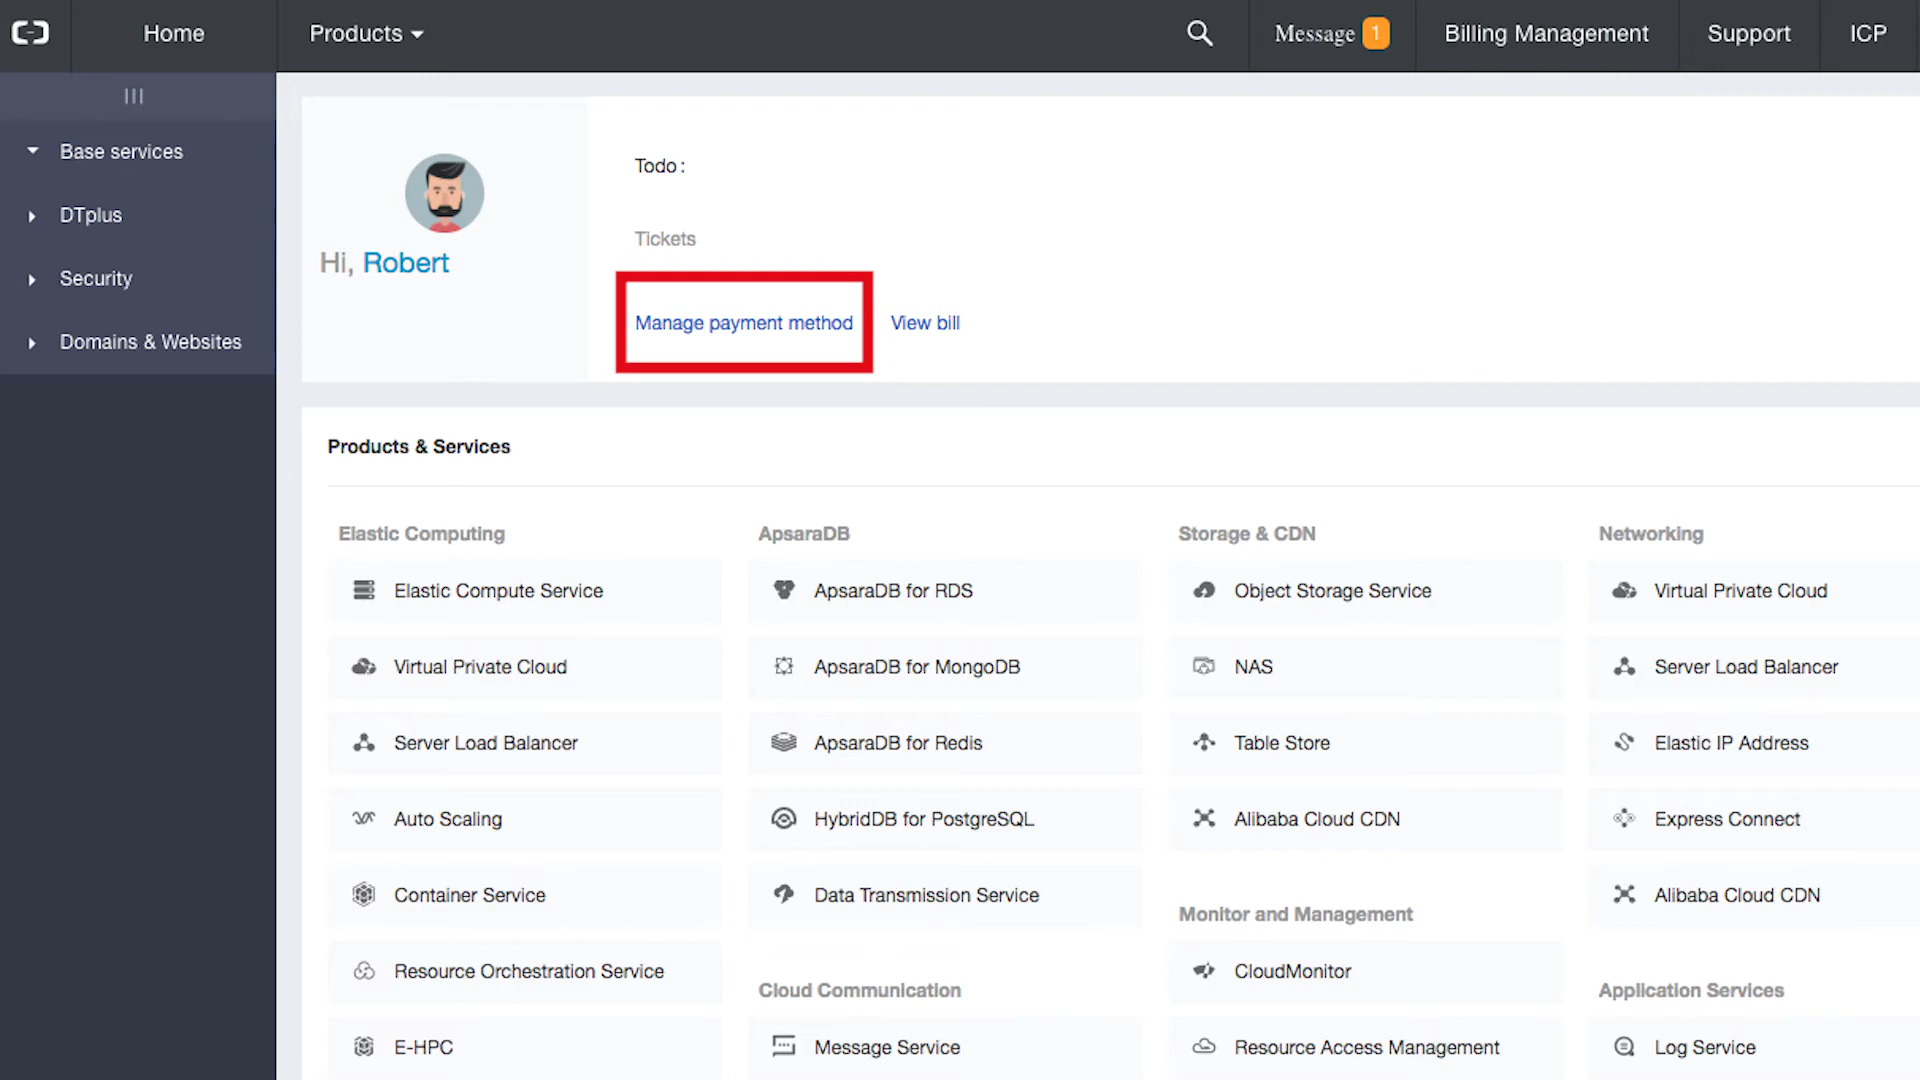 Home
Products
Message 1
Billing Management
Support
ICP
Base services
DTplus
Security
Domains & Websites
Hi, Robert
Todo :
Tickets
Manage payment method
View bill
Products & Services
Elastic Computing
Elastic Compute Service
Virtual Private Cloud
Server Load Balancer
Auto Scaling
Container Service
Resource Orchestration Service
E-HPC
ApsaraDB
ApsaraDB for RDS
ApsaraDB for MongoDB
ApsaraDB for Redis
HybridDB for PostgreSQL
Data Transmission Service
Cloud Communication
Message Service
Storage & CDN
Object Storage Service
NAS
Table Store
Alibaba Cloud CDN
Monitor and Management
CloudMonitor
Resource Access Management
Networking
Virtual Private Cloud
Server Load Balancer
Elastic IP Address
Express Connect
Alibaba Cloud CDN
Application Services
Log Service